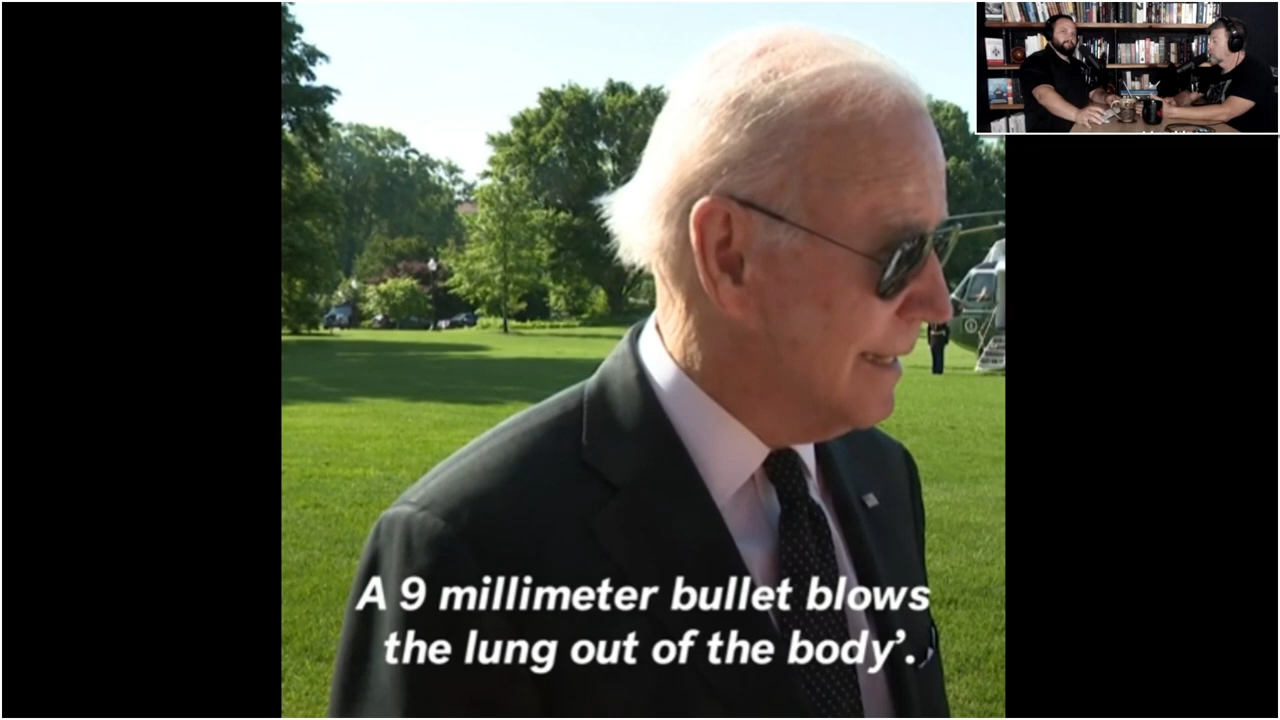 A 9 millimeter bullet blows
the lung out of the body’.